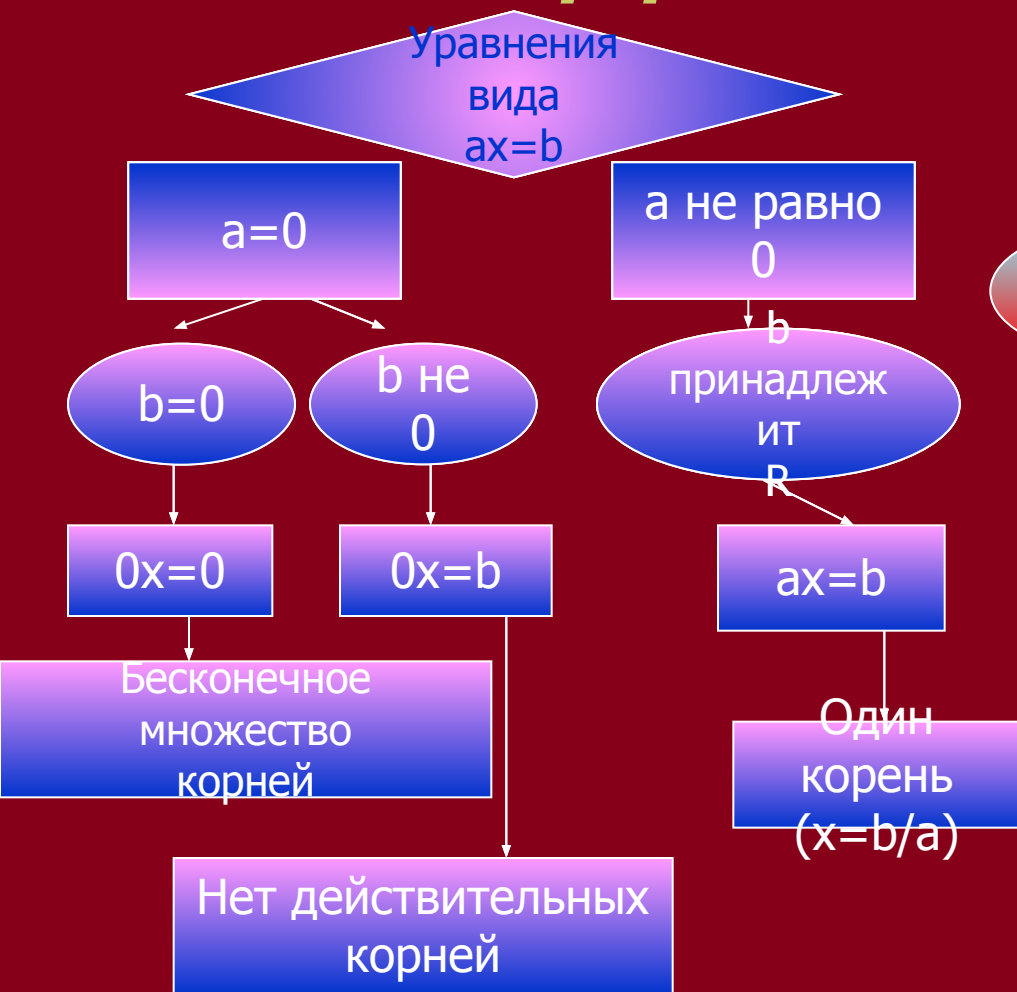 Уравнения
вида
ax=b
a=0
а не равно
0
b=0
b не
0
b
принадлеж
ит
R
0x=0
0x=b
ax=b
Бесконечное
множество
корней
Один
корень
(x=b/a)
Нет действительных
корней